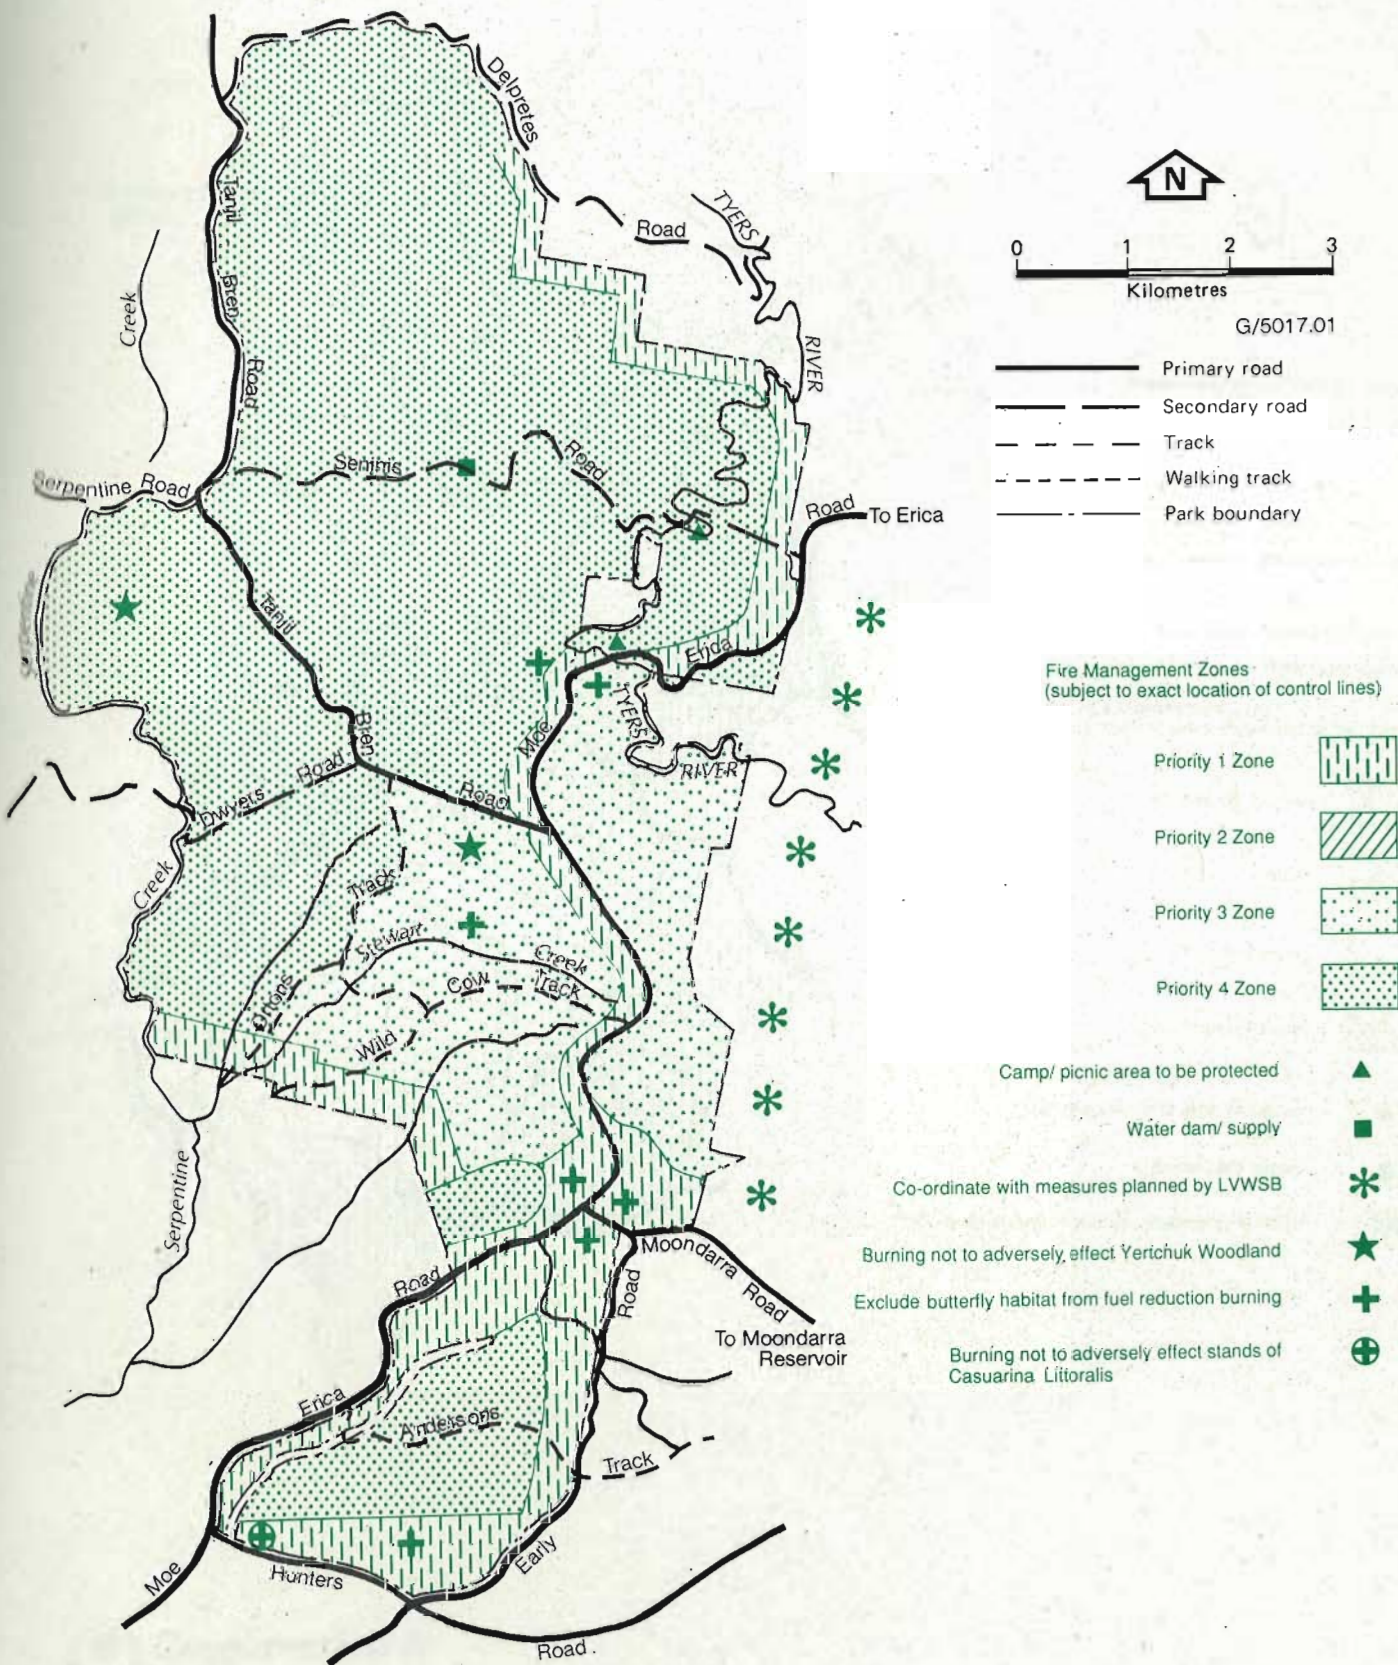 Delpretes
Road
TYERS
RIVER
N
0 1 2 3
Kilometres
G/5017.01
Primary road
Secondary road
Track
Walking track
Park boundary
Tanjil
Bren
Road
Creek
Seninis
Road
Serpentine Road
Road
To Erica
Tanjil
Bren
Road
Erica
Moe
TYERS
RIVER
Dwyers
Road
Creek
Track
Stewart
Creek
Cow
Track
Ortons
Wild
Serpentine
Fire Management Zones
(subject to exact location of control lines)
Priority 1 Zone
Priority 2 Zone
Priority 3 Zone
Priority 4 Zone
Camp/ picnic area to be protected
Water dam/ supply
Co-ordinate with measures planned by LVWSB
Burning not to adversely effect Yertchuk Woodland
Exclude butterfly habitat from fuel reduction burning
Burning not to adversely effect stands of
Casuarina Littoralis
Road
Road
Moondarra
Road
To Moondarra
Reservoir
Erica
Andersons
Track
Moe
Hunters
Early
Road